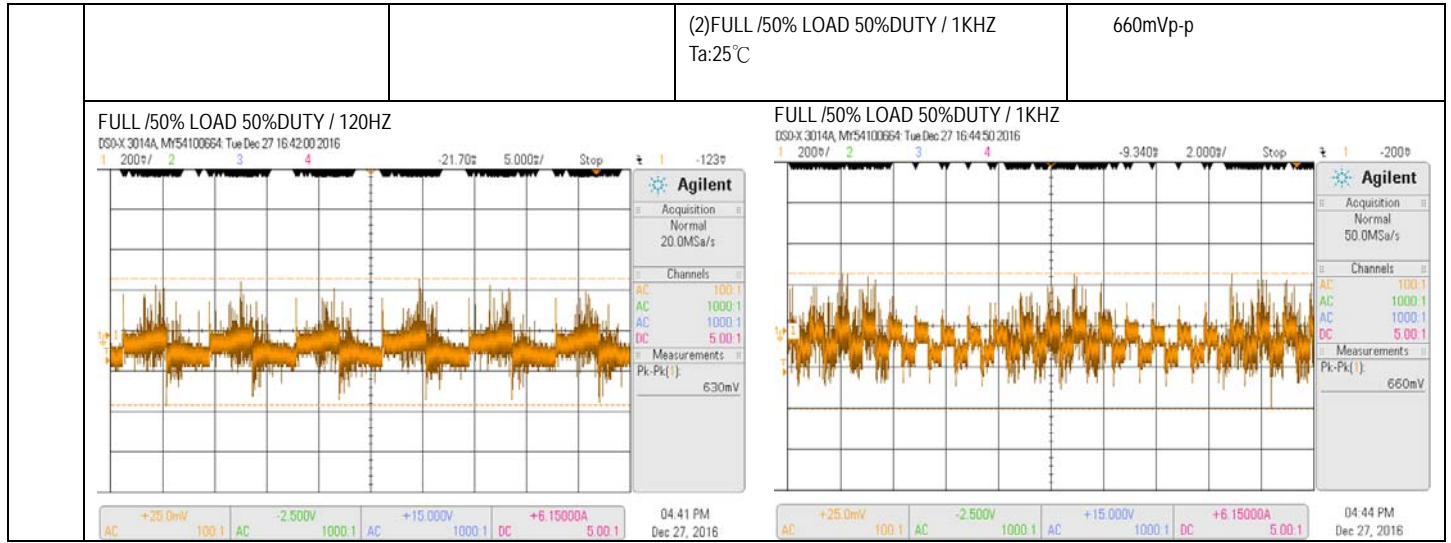 (2)FULL /50% LOAD 50%DUTY / 1KHZ
Ta:25℃
660mVp-p
FULL /50% LOAD 50%DUTY / 120HZ
DSO-X 3014A, MY54100664: Tue Dec 27 16:42:00 2016
1 200▽/ 2 3 4 -21.70s 5.000s/ Stop 1 -123▽
Agilent
Acquisition
Normal
20.0MSa/s
Channels
AC 100:1
AC 1000:1
AC 1000:1
DC 5.00:1
Measurements
Pk-Pk(1):
630mV
+25.0mV -2.500V +15.000V +6.15000A
AC 100:1 AC 1000:1 AC 1000:1 DC 5.00:1
04:41 PM
Dec 27, 2016
FULL /50% LOAD 50%DUTY / 1KHZ
DSO-X 3014A, MY54100664: Tue Dec 27 16:44:50 2016
1 200▽/ 2 3 4 -9.340s 2.000s/ Stop 1 -200▽
Agilent
Acquisition
Normal
50.0MSa/s
Channels
AC 100:1
AC 1000:1
AC 1000:1
DC 5.00:1
Measurements
Pk-Pk(1):
660mV
+25.0mV -2.500V +15.000V +6.15000A
AC 100:1 AC 1000:1 AC 1000:1 DC 5.00:1
04:44 PM
Dec 27, 2016